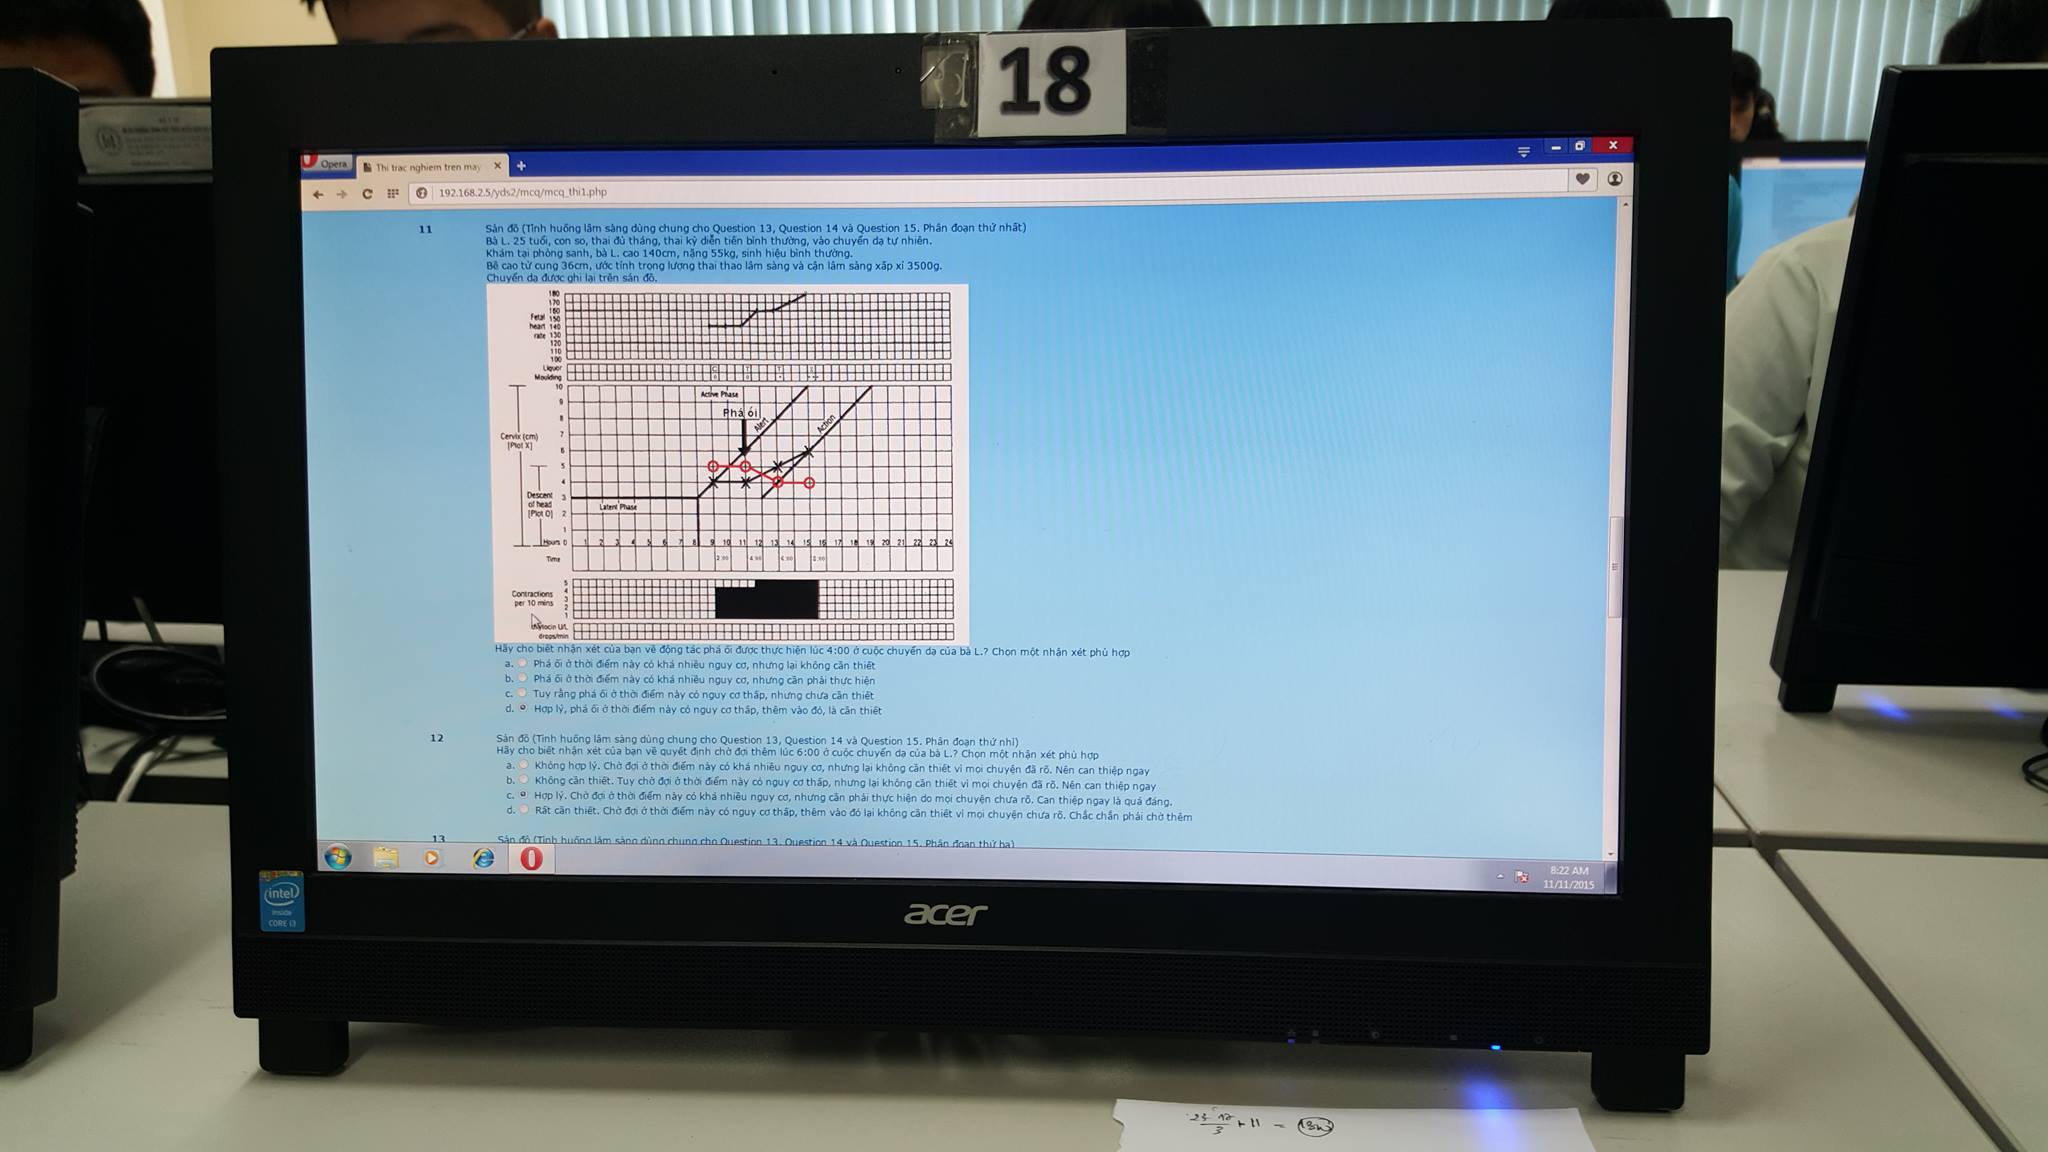 18
Opera
Thi trac nghiem tren may
192.168.2.5/yds2/mcq/mcq_thi1.php
11
Sản đồ (Tình huống lâm sàng dùng chung cho Question 13, Question 14 và Question 15. Phân đoạn thứ nhất)
Bà L. 25 tuổi, con so, thai đủ tháng, thai kỳ diễn tiến bình thường, vào chuyển dạ tự nhiên.
Khám tại phòng sanh, bà L. cao 140cm, nặng 55kg, sinh hiệu bình thường.
Bề cao tử cung 36cm, ước tính trọng lượng thai thao lâm sàng và cận lâm sàng xấp xỉ 3500g.
Chuyển dạ được ghi lại trên sản đồ.
180
170
160
Fetal 150
heart 140
rate 130
120
110
100
Liquor
Moulding
10
9
8
7
6
5
4
3
2
1
Active Phase
Phá ối
Alert
Action
Cervix (cm)
[Plot X]
Descent
of head
[Plot O]
Latent Phase
Hours 0 1 2 3 4 5 6 7 8 9 10 11 12 13 14 15 16 17 18 19 20 21 22 23 24
Time 2:00 4:00 6:00 8:00
Contractions
per 10 mins
5
4
3
2
1
Oxytocin U/L
drops/min
Hãy cho biết nhận xét của bạn về động tác phá ối được thực hiện lúc 4:00 ở cuộc chuyển dạ của bà L.? Chọn một nhận xét phù hợp
a. Phá ối ở thời điểm này có khá nhiều nguy cơ, nhưng lại không cần thiết
b. Phá ối ở thời điểm này có khá nhiều nguy cơ, nhưng cần phải thực hiện
c. Tuy rằng phá ối ở thời điểm này có nguy cơ thấp, nhưng chưa cần thiết
d. Hợp lý, phá ối ở thời điểm này có nguy cơ thấp, thêm vào đó, là cần thiết
12
Sản đồ (Tình huống lâm sàng dùng chung cho Question 13, Question 14 và Question 15. Phân đoạn thứ nhì)
Hãy cho biết nhận xét của bạn về quyết định chờ đợi thêm lúc 6:00 ở cuộc chuyển dạ của bà L.? Chọn một nhận xét phù hợp
a. Không hợp lý. Chờ đợi ở thời điểm này có khá nhiều nguy cơ, nhưng lại không cần thiết vì mọi chuyện đã rõ. Nên can thiệp ngay
b. Không cần thiết. Tuy chờ đợi ở thời điểm này có nguy cơ thấp, nhưng lại không cần thiết vì mọi chuyện đã rõ. Nên can thiệp ngay
c. Hợp lý. Chờ đợi ở thời điểm này có khá nhiều nguy cơ, nhưng cần phải thực hiện do mọi chuyện chưa rõ. Can thiệp ngay là quá đáng.
d. Rất cần thiết. Chờ đợi ở thời điểm này có nguy cơ thấp, thêm vào đó lại không cần thiết vì mọi chuyện chưa rõ. Chắc chắn phải chờ thêm
13
Sản đồ (Tình huống lâm sàng dùng chung cho Question 13, Question 14 và Question 15. Phân đoạn thứ ba)
8:22 AM
11/11/2015
intel
inside
CORE i3
acer